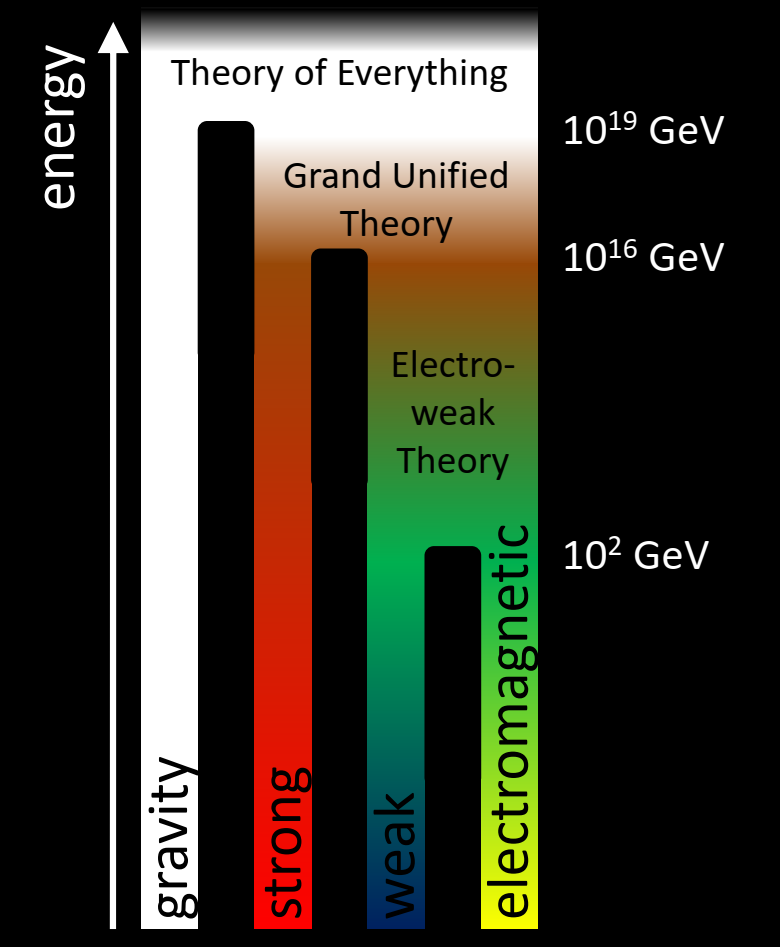 energy
Theory of Everything
10¹⁹ GeV
Grand Unified
Theory
10¹⁶ GeV
Electro-
weak
Theory
10² GeV
gravity
strong
weak
electromagnetic